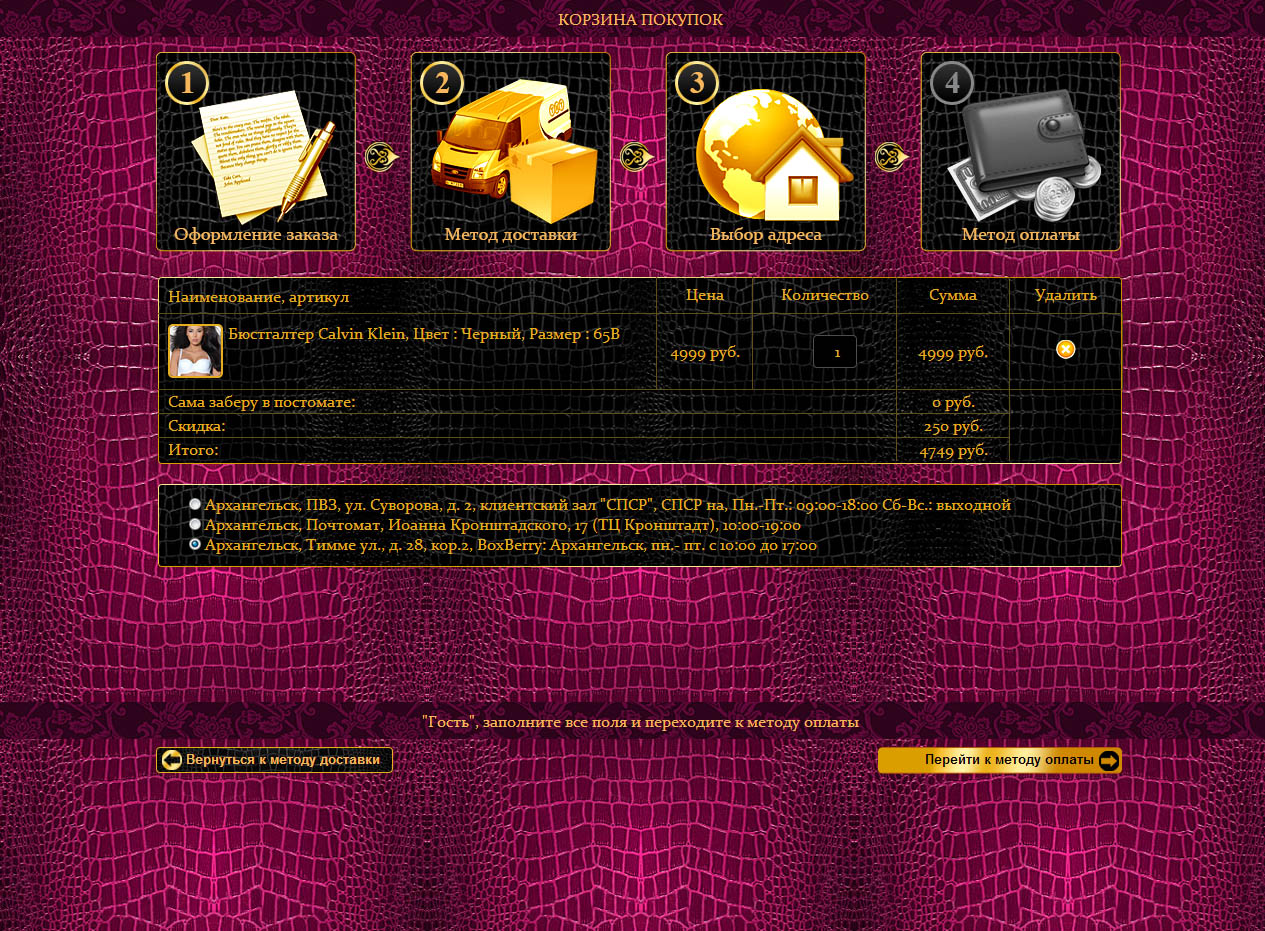 КОРЗИНА ПОКУПОК
1
2
3
4
Оформление заказа
Метод доставки
Выбор адреса
Метод оплаты
Наименование, артикул
Цена
Количество
Сумма
Удалить
Бюстгалтер Calvin Klein, Цвет : Черный, Размер : 65B
4999 руб.
1
4999 руб.
Сама заберу в постомате:
0 руб.
Скидка:
250 руб.
Итого:
4749 руб.
Архангельск, ПВЗ, ул. Суворова, д. 2, клиентский зал "СПСР", СПСР на, Пн.-Пт.: 09:00-18:00 Сб-Вс.: выходной
Архангельск, Почтомат, Иоанна Кронштадского, 17 (ТЦ Кронштадт), 10:00-19:00
Архангельск, Тимме ул., д. 28, кор.2, BoxBerry: Архангельск, пн.- пт. с 10:00 до 17:00
"Гость", заполните все поля и переходите к методу оплаты
Вернуться к методу доставки
Перейти к методу оплаты